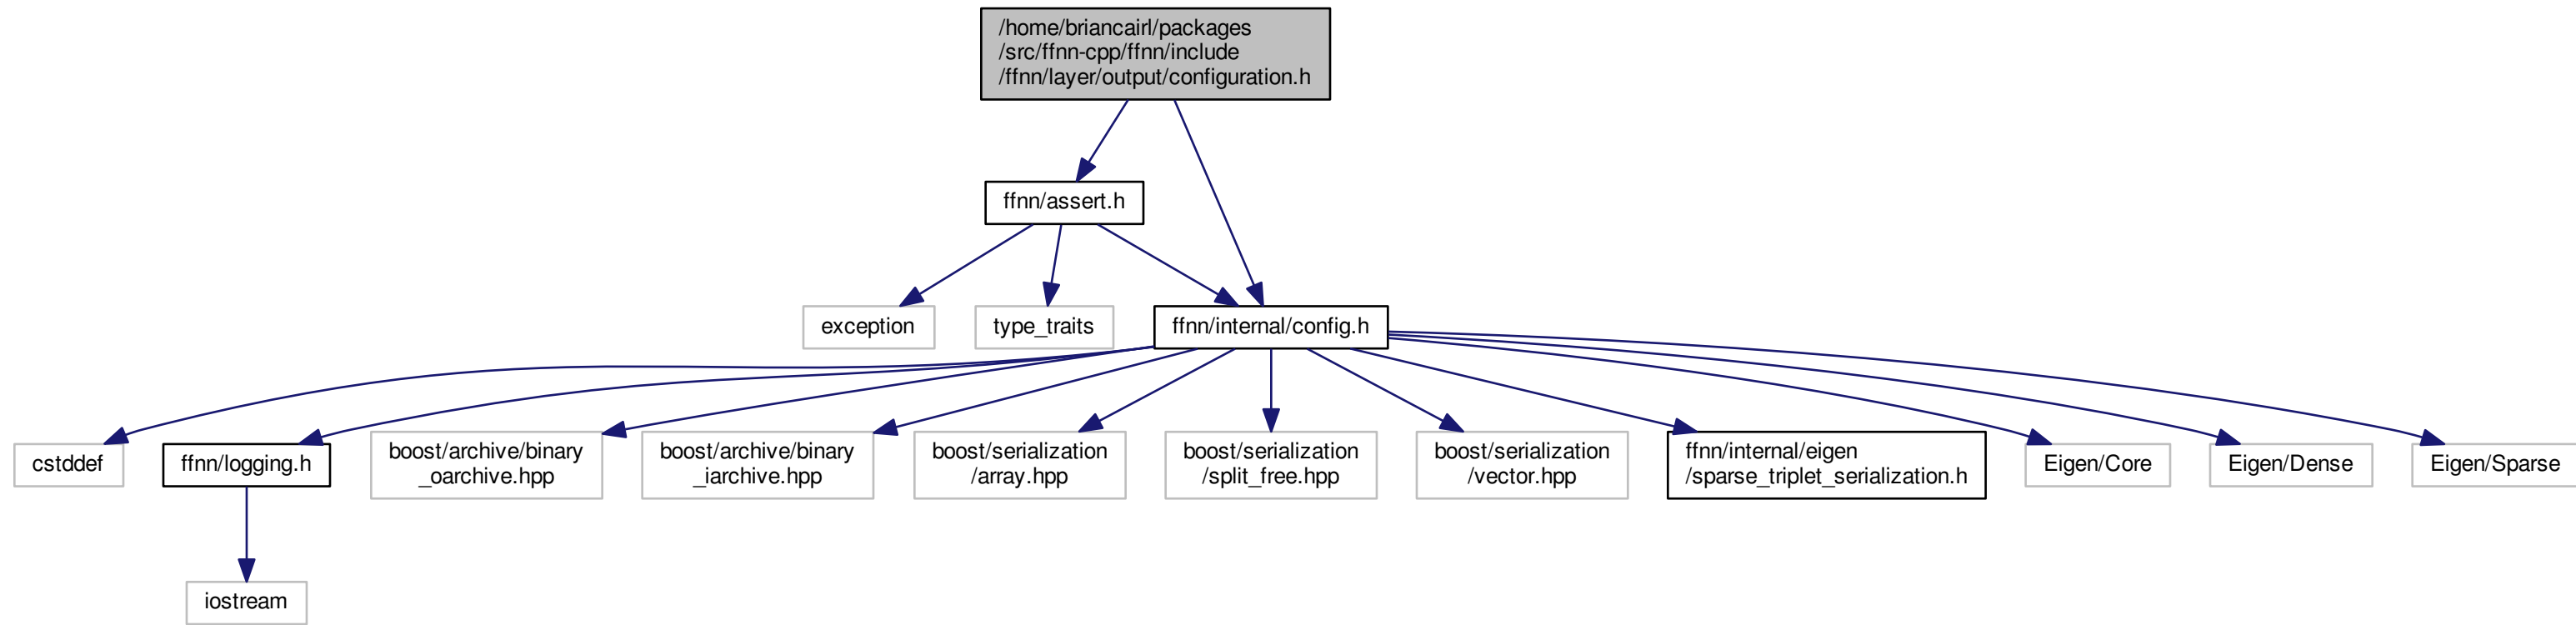 /home/briancairl/packages
/src/ffnn-cpp/ffnn/include
/ffnn/layer/output/configuration.h
ffnn/assert.h
exception
type_traits
ffnn/internal/config.h
cstddef
ffnn/logging.h
boost/archive/binary
_oarchive.hpp
boost/archive/binary
_iarchive.hpp
boost/serialization
/array.hpp
boost/serialization
/split_free.hpp
boost/serialization
/vector.hpp
ffnn/internal/eigen
/sparse_triplet_serialization.h
Eigen/Core
Eigen/Dense
Eigen/Sparse
iostream